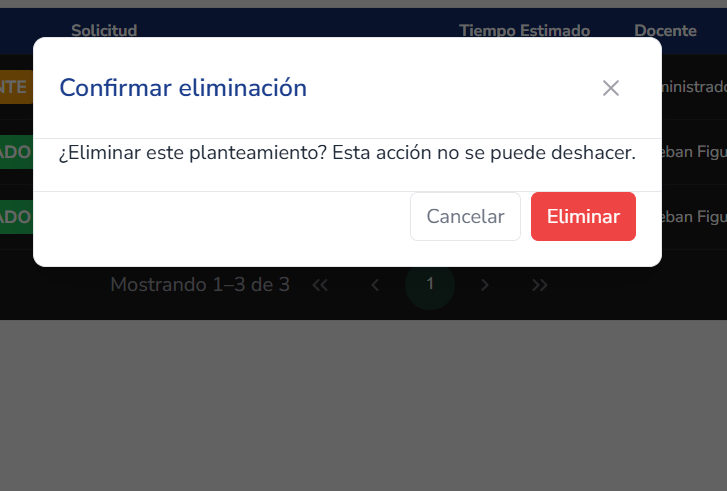 Solicitud Tiempo Estimado Docente
Confirmar eliminación
¿Eliminar este planteamiento? Esta acción no se puede deshacer.
Cancelar Eliminar
NTE
ministrado
ADO
eban Figu
ADO
eban Figu
Mostrando 1–3 de 3 « ‹ 1 › »